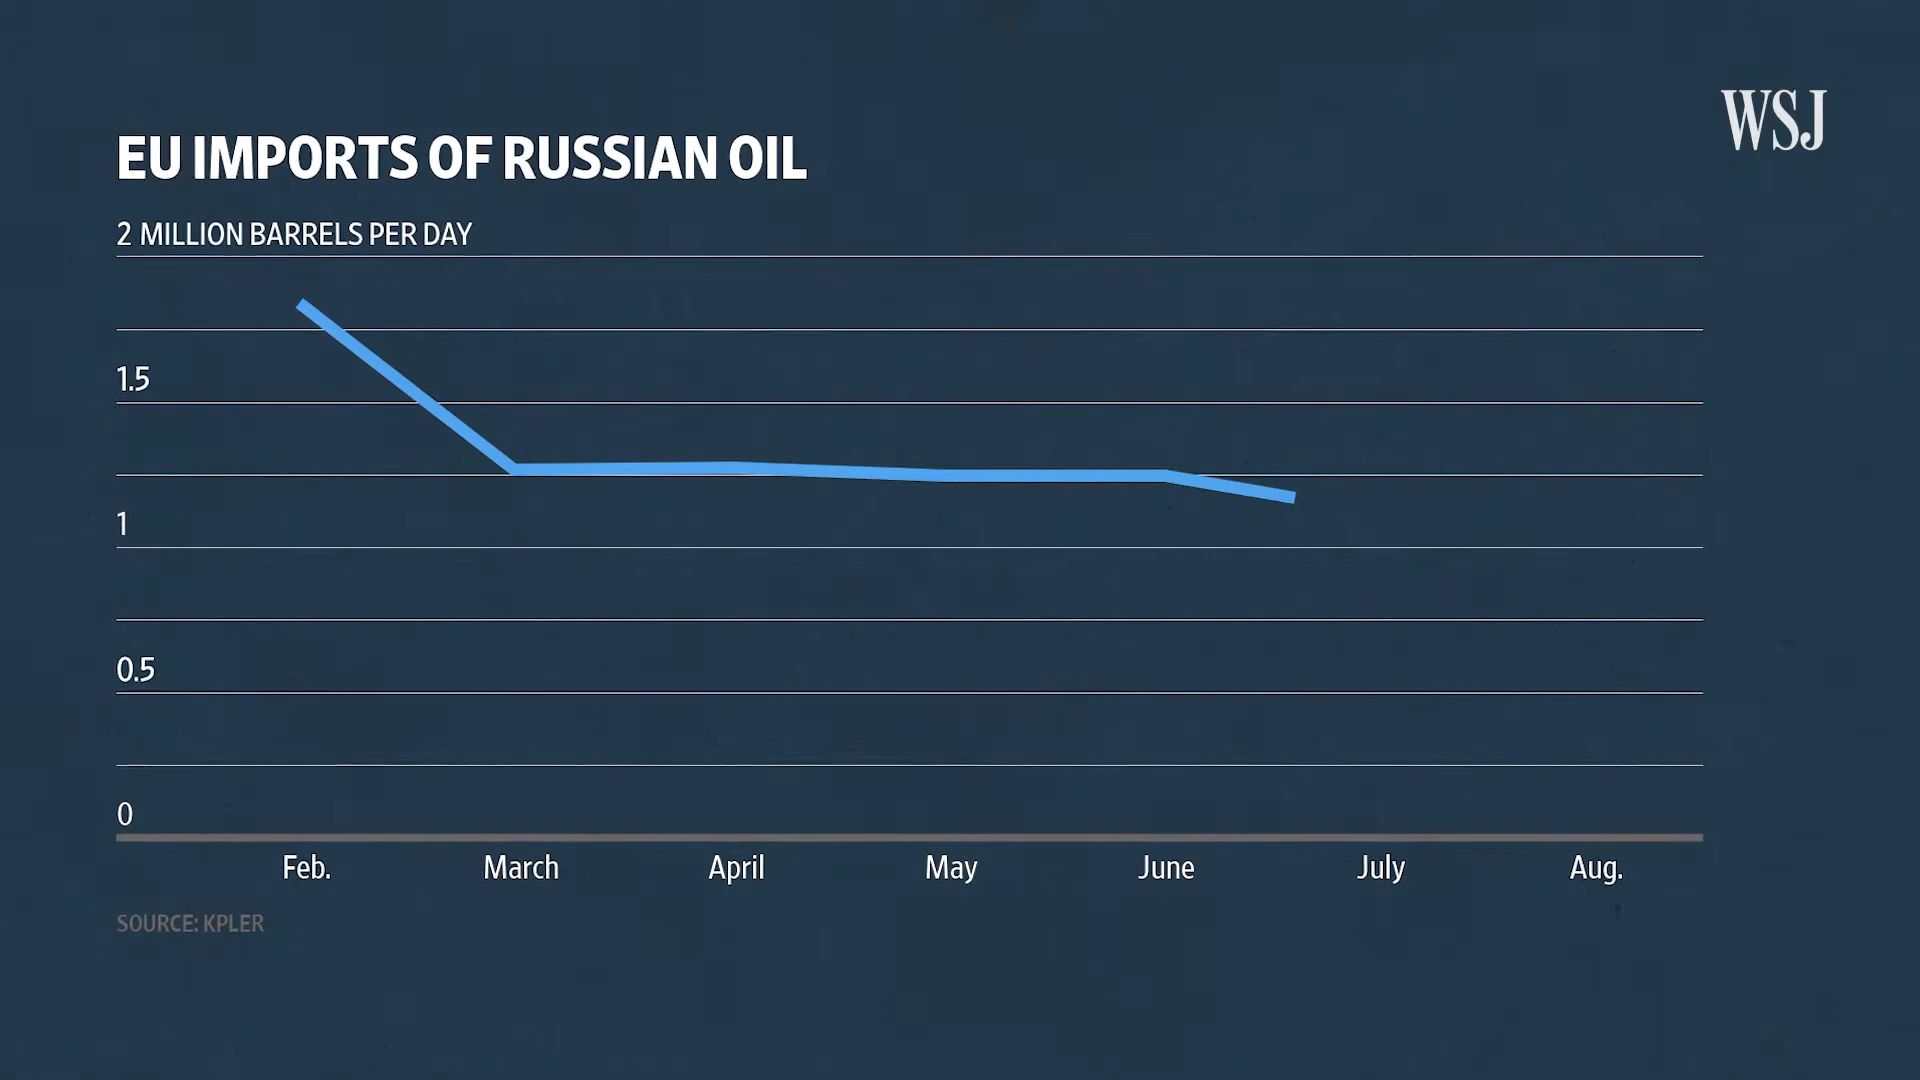 WSJ
EU IMPORTS OF RUSSIAN OIL
2 MILLION BARRELS PER DAY
1.5
1
0.5
0
Feb. March April May June July Aug.
SOURCE: KPLER